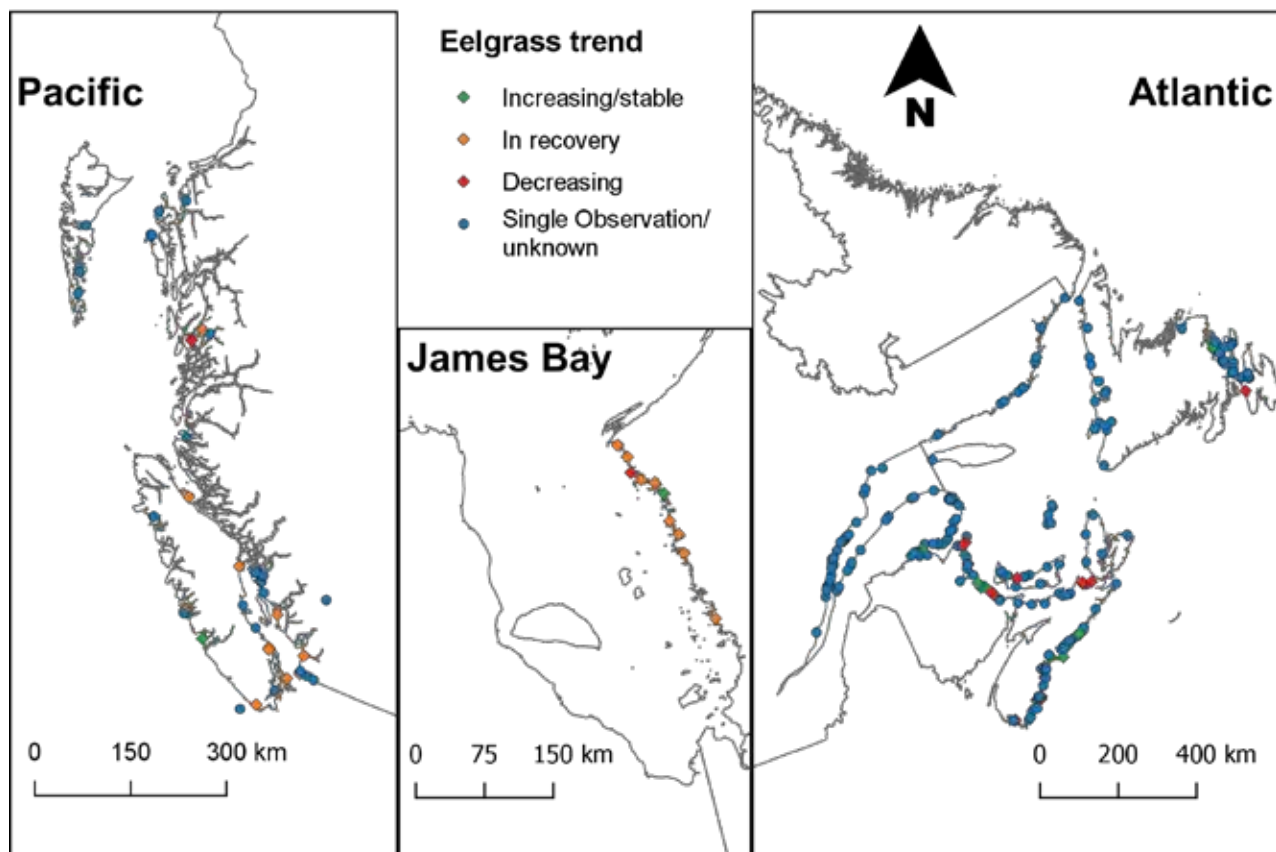 Pacific
Eelgrass trend
Increasing/stable
In recovery
Decreasing
Single Observation/
unknown
N
Atlantic
James Bay
0 150 300 km
0 75 150 km
0 200 400 km